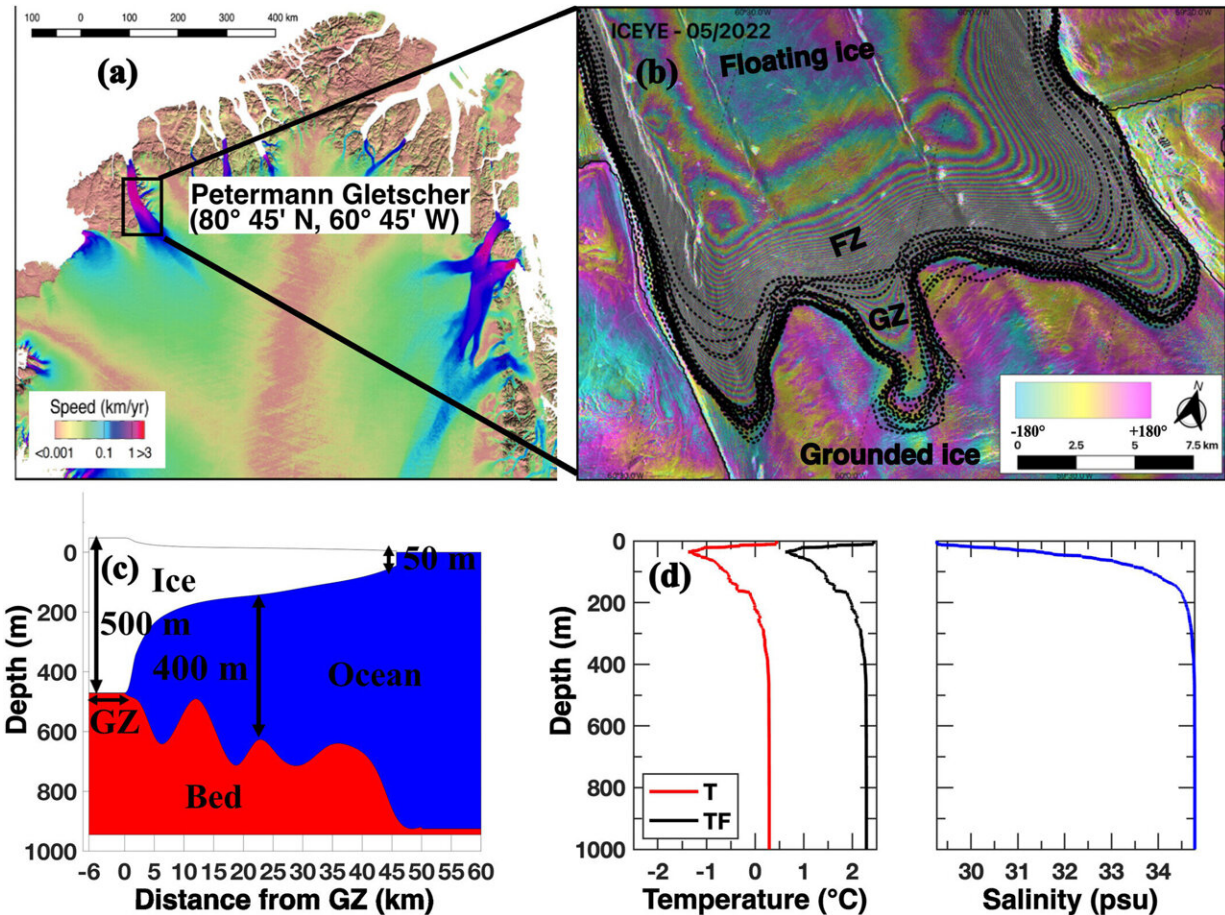 100 0 100 200 300 400 km
(a)
Petermann Gletscher
(80° 45' N, 60° 45' W)
Speed (km/yr)
<0.001 0.1 1 >3
ICEYE - 05/2022
(b)
Floating ice
FZ
GZ
Grounded ice
N
-180° +180°
0 2.5 5 7.5 km
(c)
Ice
50 m
500 m
400 m
Ocean
GZ
Bed
Depth (m)
0
200
400
600
800
1000
-6 0 5 10 15 20 25 30 35 40 45 50 55 60
Distance from GZ (km)
(d)
Depth (m)
0
200
400
600
800
1000
T
TF
-2 -1 0 1 2
Temperature (°C)
30 31 32 33 34
Salinity (psu)